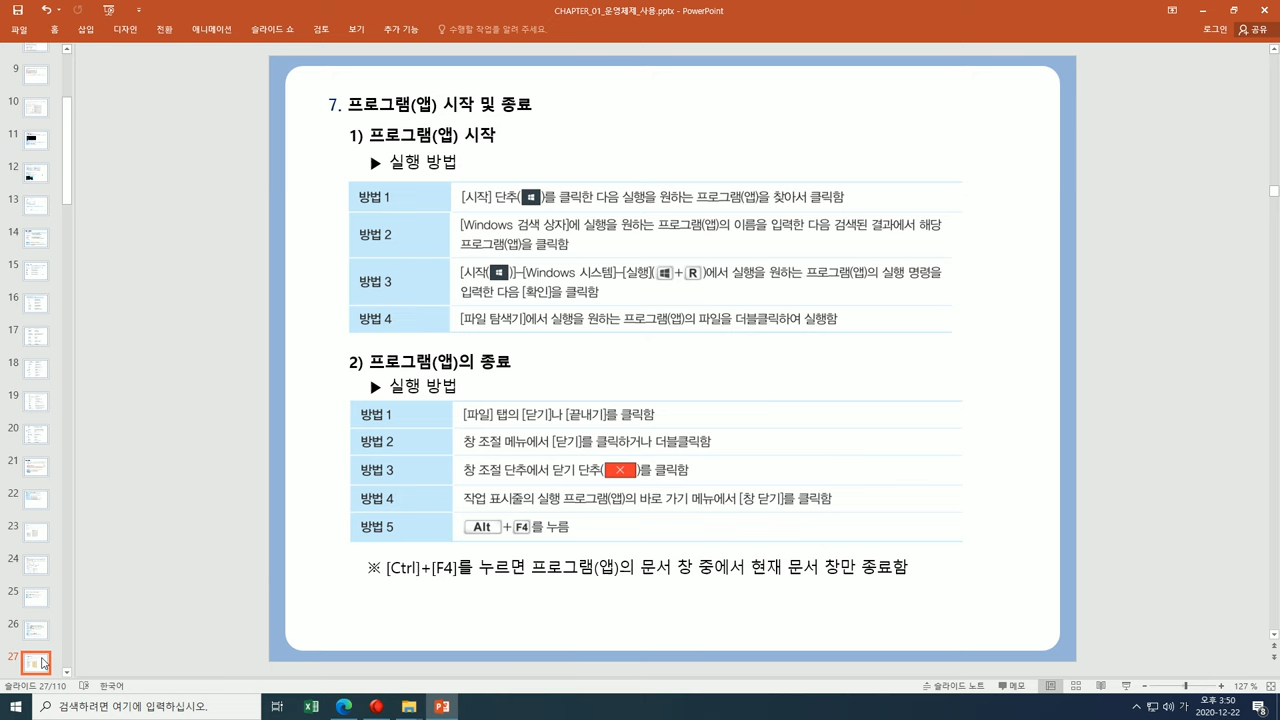 CHAPTER_01_운영체제_사용.pptx - PowerPoint
파일 홈 삽입 디자인 전환 애니메이션 슬라이드 쇼 검토 보기 추가 기능 수행할 작업을 알려 주세요. 로그인 공유
9
10
11
12
13
14
15
16
17
18
19
20
21
22
23
24
25
26
27
7. 프로그램(앱) 시작 및 종료
1) 프로그램(앱) 시작
▶ 실행 방법
방법 1 [시작] 단추()를 클릭한 다음 실행을 원하는 프로그램(앱)을 찾아서 클릭함
방법 2 [Windows 검색 상자]에 실행을 원하는 프로그램(앱)의 이름을 입력한 다음 검색된 결과에서 해당
프로그램(앱)을 클릭함
방법 3 [시작()]-[Windows 시스템]-[실행](+R)에서 실행을 원하는 프로그램(앱)의 실행 명령을
입력한 다음 [확인]을 클릭함
방법 4 [파일 탐색기]에서 실행을 원하는 프로그램(앱)의 파일을 더블클릭하여 실행함
2) 프로그램(앱)의 종료
▶ 실행 방법
방법 1 [파일] 탭의 [닫기]나 [끝내기]를 클릭함
방법 2 창 조절 메뉴에서 [닫기]를 클릭하거나 더블클릭함
방법 3 창 조절 단추에서 닫기 단추(×)를 클릭함
방법 4 작업 표시줄의 실행 프로그램(앱)의 바로 가기 메뉴에서 [창 닫기]를 클릭함
방법 5 Alt+F4를 누름
※ [Ctrl]+[F4]를 누르면 프로그램(앱)의 문서 창 중에서 현재 문서 창만 종료함
슬라이드 27/110 한국어 슬라이드 노트 메모 127 %
검색하려면 여기에 입력하십시오. 가 오후 3:50
2020-12-22 8